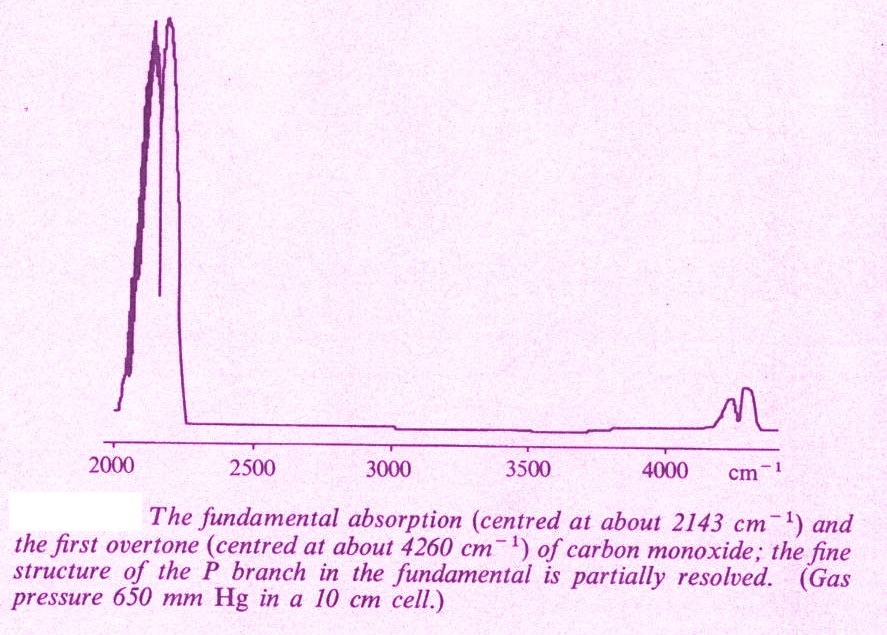 2000 2500 3000 3500 4000 cm⁻¹
The fundamental absorption (centred at about 2143 cm⁻¹) and
the first overtone (centred at about 4260 cm⁻¹) of carbon monoxide; the fine
structure of the P branch in the fundamental is partially resolved. (Gas
pressure 650 mm Hg in a 10 cm cell.)